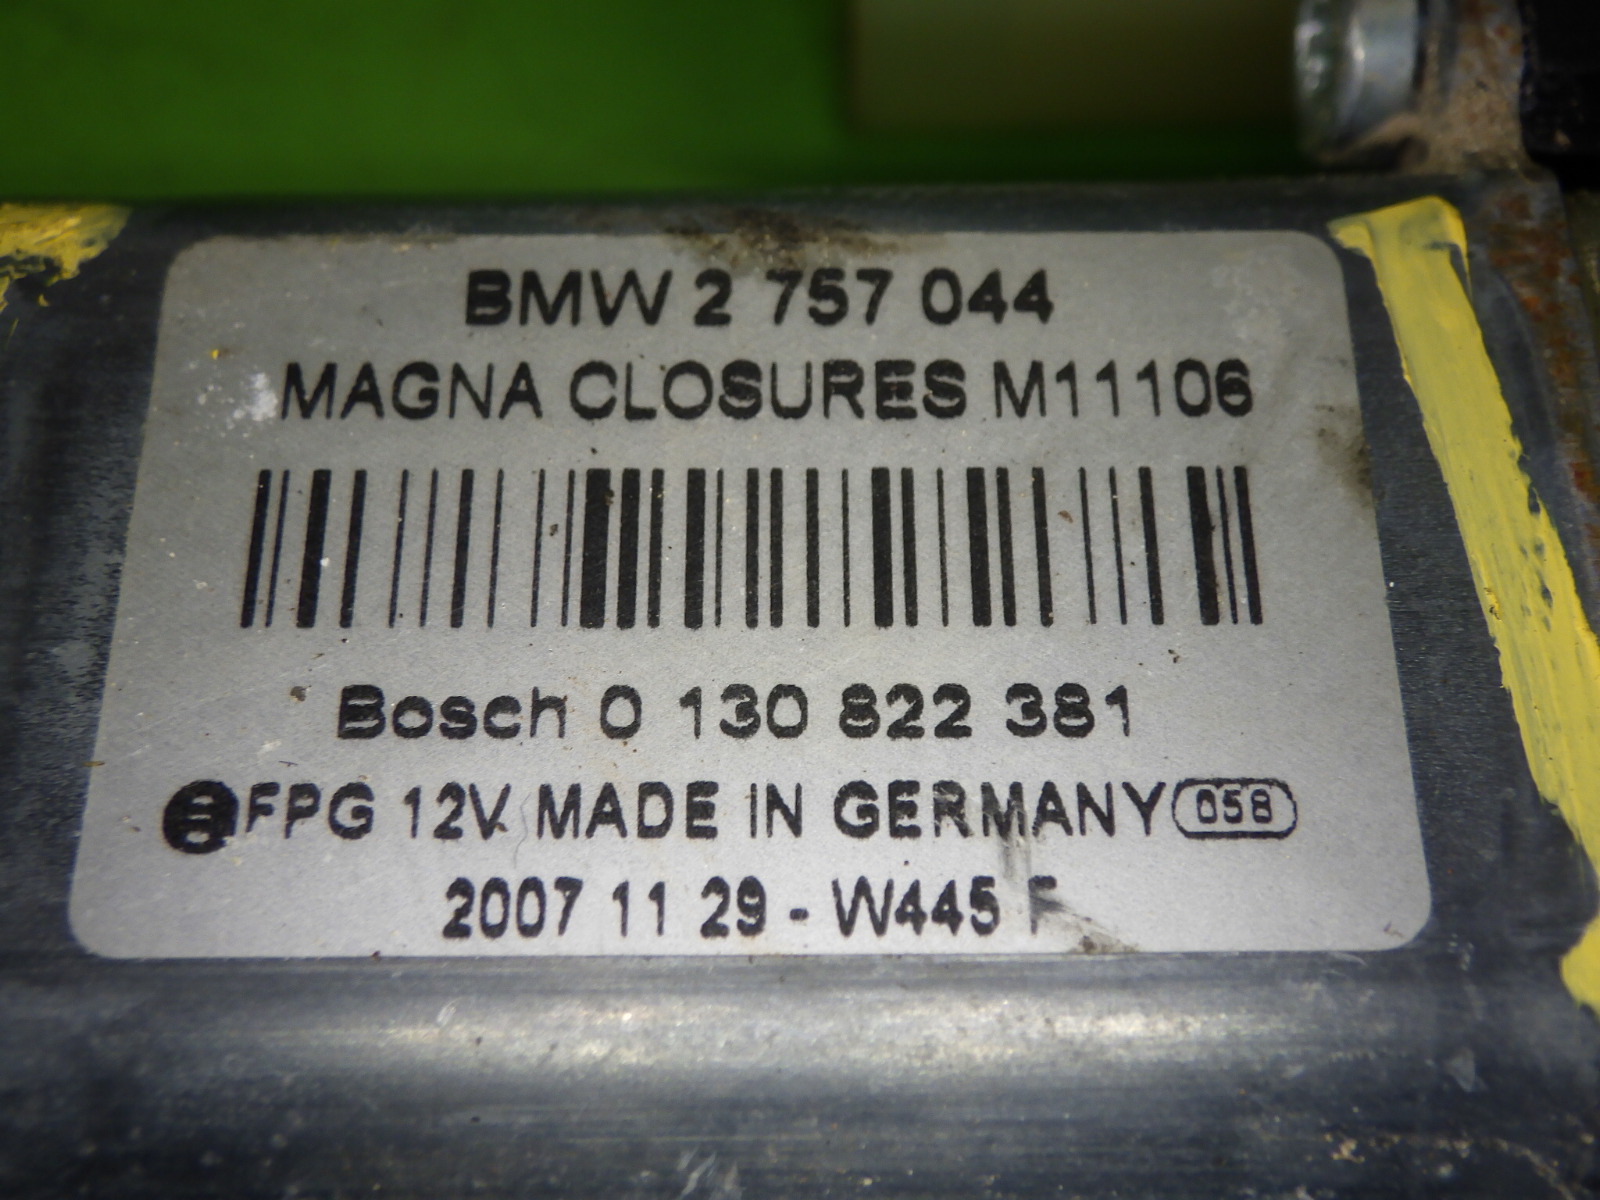 BMW 2 757 044
MAGNA CLOSURES M11106
Bosch 0 130 822 381
FPG 12V MADE IN GERMANY 058
2007 11 29 - W445 F